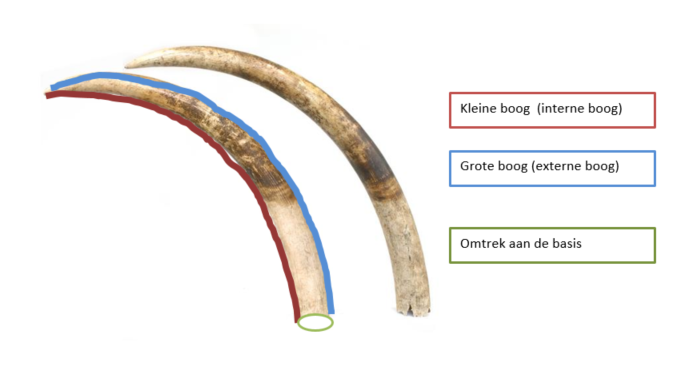 Kleine boog (interne boog)
Grote boog (externe boog)
Omtrek aan de basis